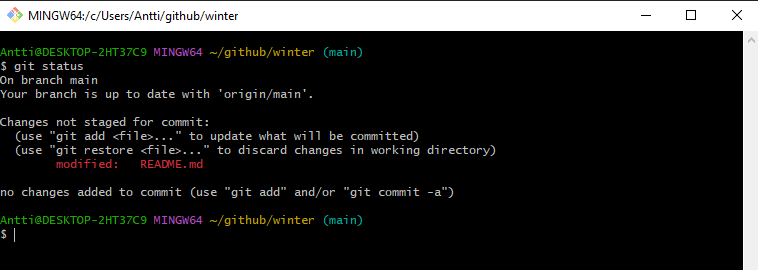 MINGW64:/c/Users/Antti/github/winter
Antti@DESKTOP-2HT37C9 MINGW64 ~/github/winter (main)
$ git status
On branch main
Your branch is up to date with 'origin/main'.
Changes not staged for commit:
  (use "git add <file>..." to update what will be committed)
  (use "git restore <file>..." to discard changes in working directory)
        modified:   README.md
no changes added to commit (use "git add" and/or "git commit -a")
Antti@DESKTOP-2HT37C9 MINGW64 ~/github/winter (main)
$